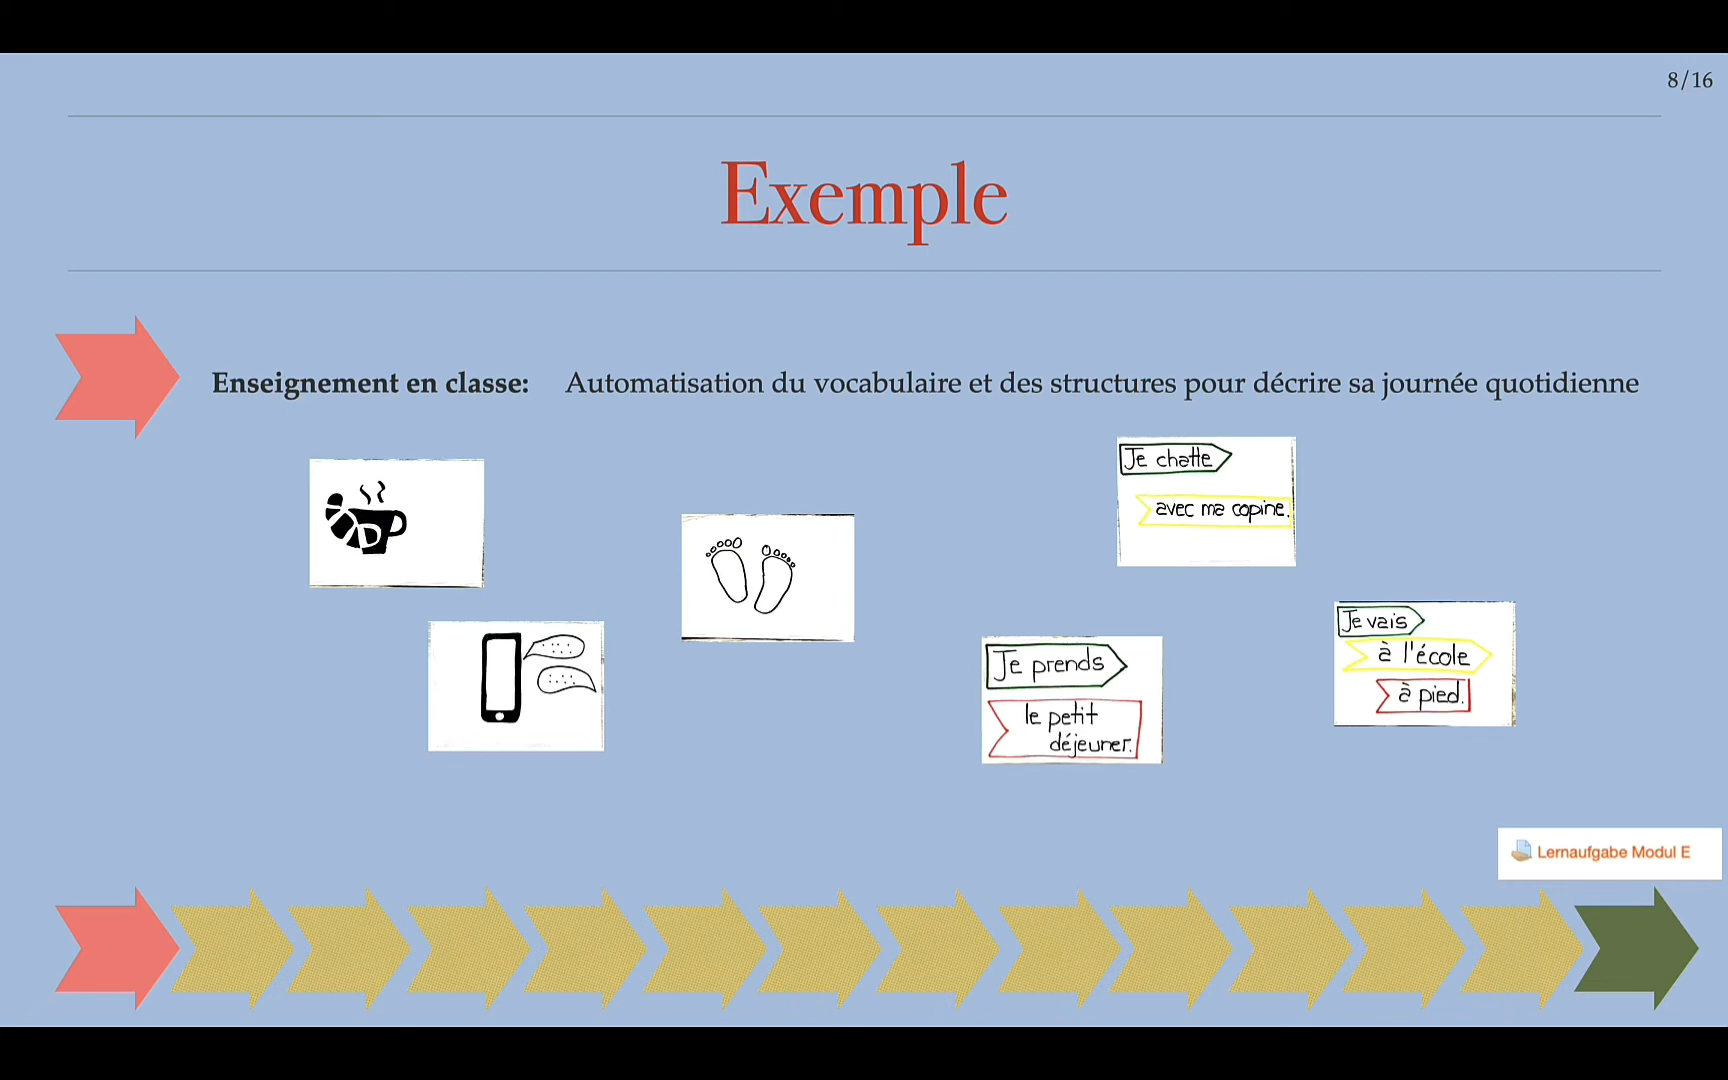 8/16
Exemple
Enseignement en classe: Automatisation du vocabulaire et des structures pour décrire sa journée quotidienne
Je chatte
avec ma copine.
Je prends
le petit
déjeuner.
Je vais
à l'école
à pied.
Lernaufgabe Modul E